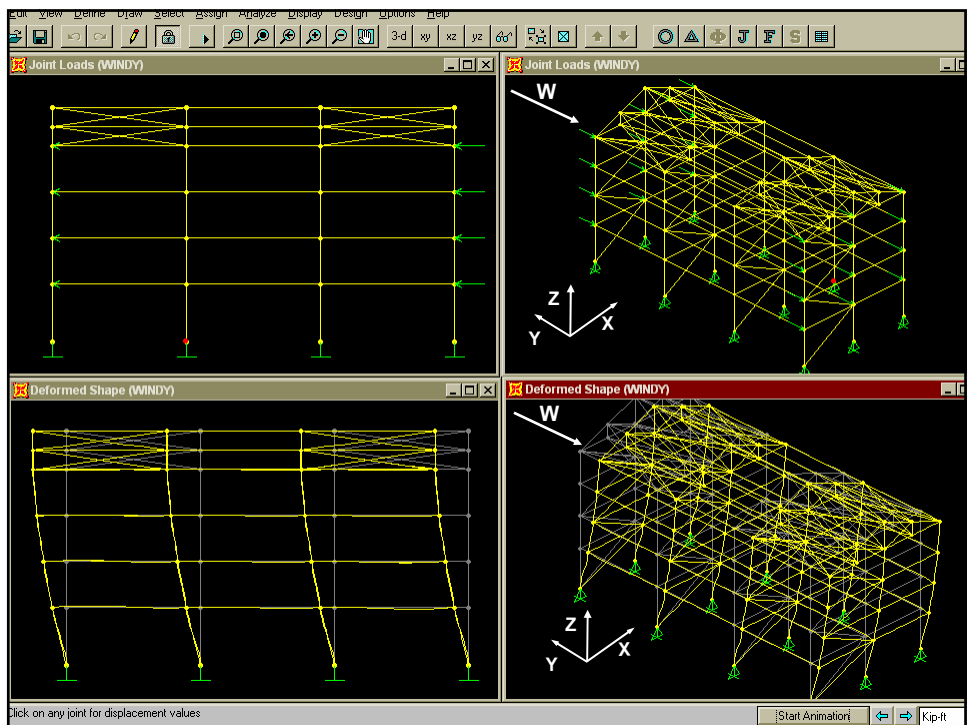 Edit View Define Draw Select Assign Analyze Display Design Options Help
3-d xy xz yz J F S
Joint Loads (WINDY)
Joint Loads (WINDY)
W
Z
X
Y
Deformed Shape (WINDY)
Deformed Shape (WINDY)
W
Z
X
Y
Click on any joint for displacement values
Start Animation
Kip-ft